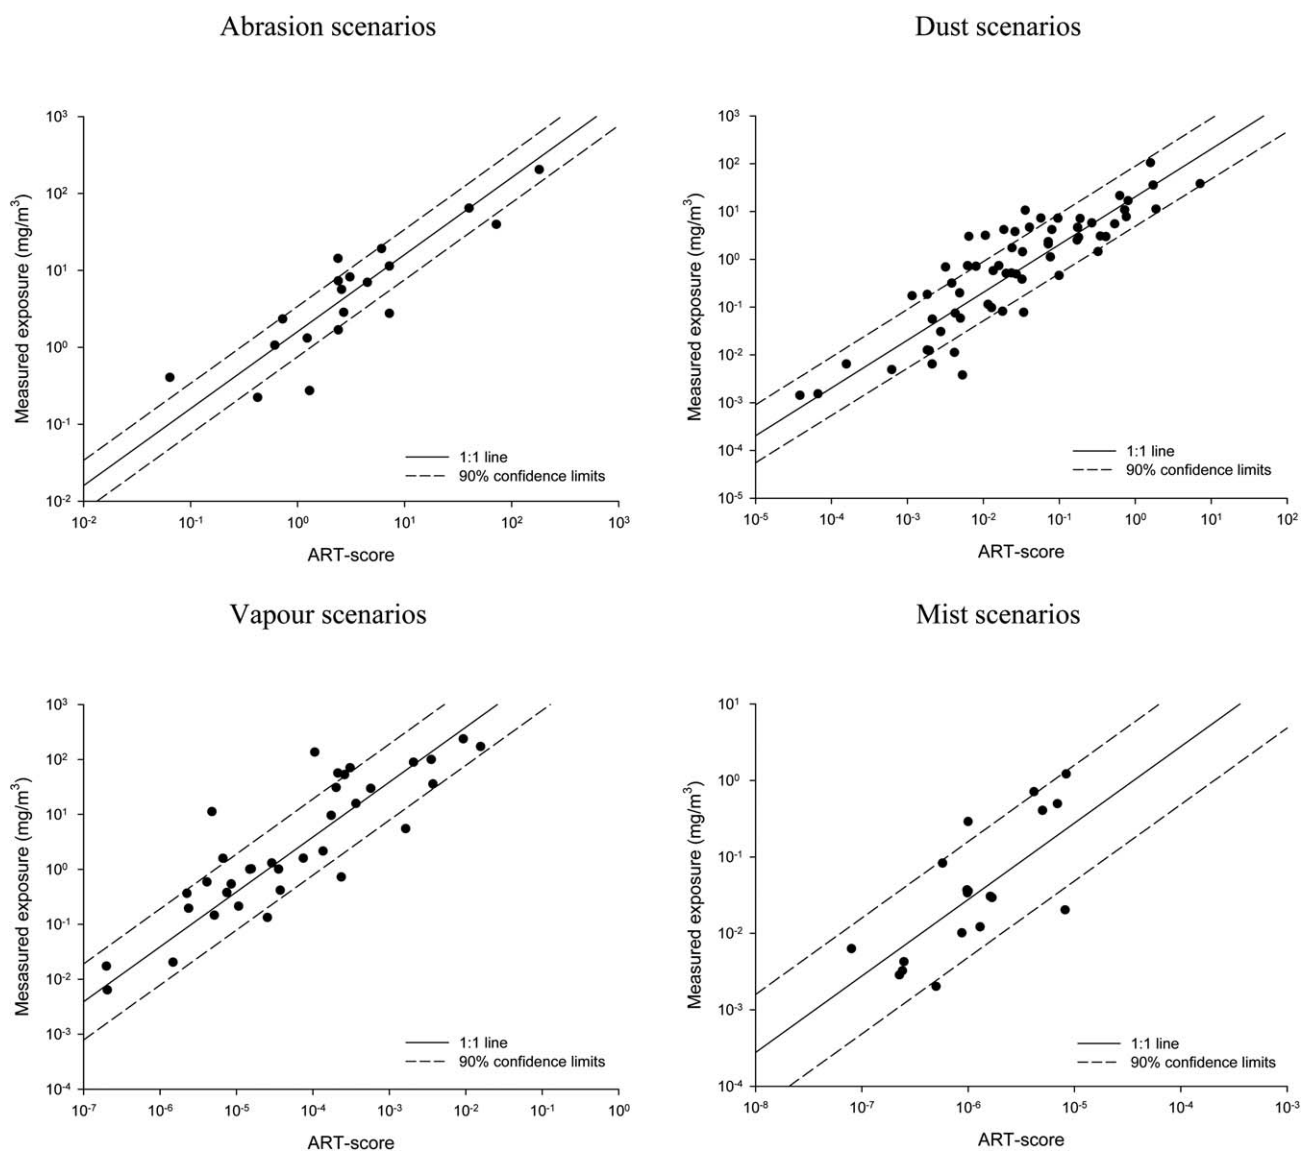 Abrasion scenarios
Measured exposure (mg/m³)
10³
10²
10¹
10⁰
10⁻¹
10⁻²
1:1 line
90% confidence limits
10⁻² 10⁻¹ 10⁰ 10¹ 10² 10³
ART-score
Dust scenarios
Measured exposure (mg/m³)
10³
10²
10¹
10⁰
10⁻¹
10⁻²
10⁻³
10⁻⁴
10⁻⁵
1:1 line
90% confidence limits
10⁻⁵ 10⁻⁴ 10⁻³ 10⁻² 10⁻¹ 10⁰ 10¹ 10²
ART-score
Vapour scenarios
Mesasured exposure (mg/m³)
10³
10²
10¹
10⁰
10⁻¹
10⁻²
10⁻³
10⁻⁴
1:1 line
90% confidence limits
10⁻⁷ 10⁻⁶ 10⁻⁵ 10⁻⁴ 10⁻³ 10⁻² 10⁻¹ 10⁰
ART-score
Mist scenarios
Measured exposure (mg/m³)
10¹
10⁰
10⁻¹
10⁻²
10⁻³
10⁻⁴
1:1 line
90% confidence limits
10⁻⁸ 10⁻⁷ 10⁻⁶ 10⁻⁵ 10⁻⁴ 10⁻³
ART-score